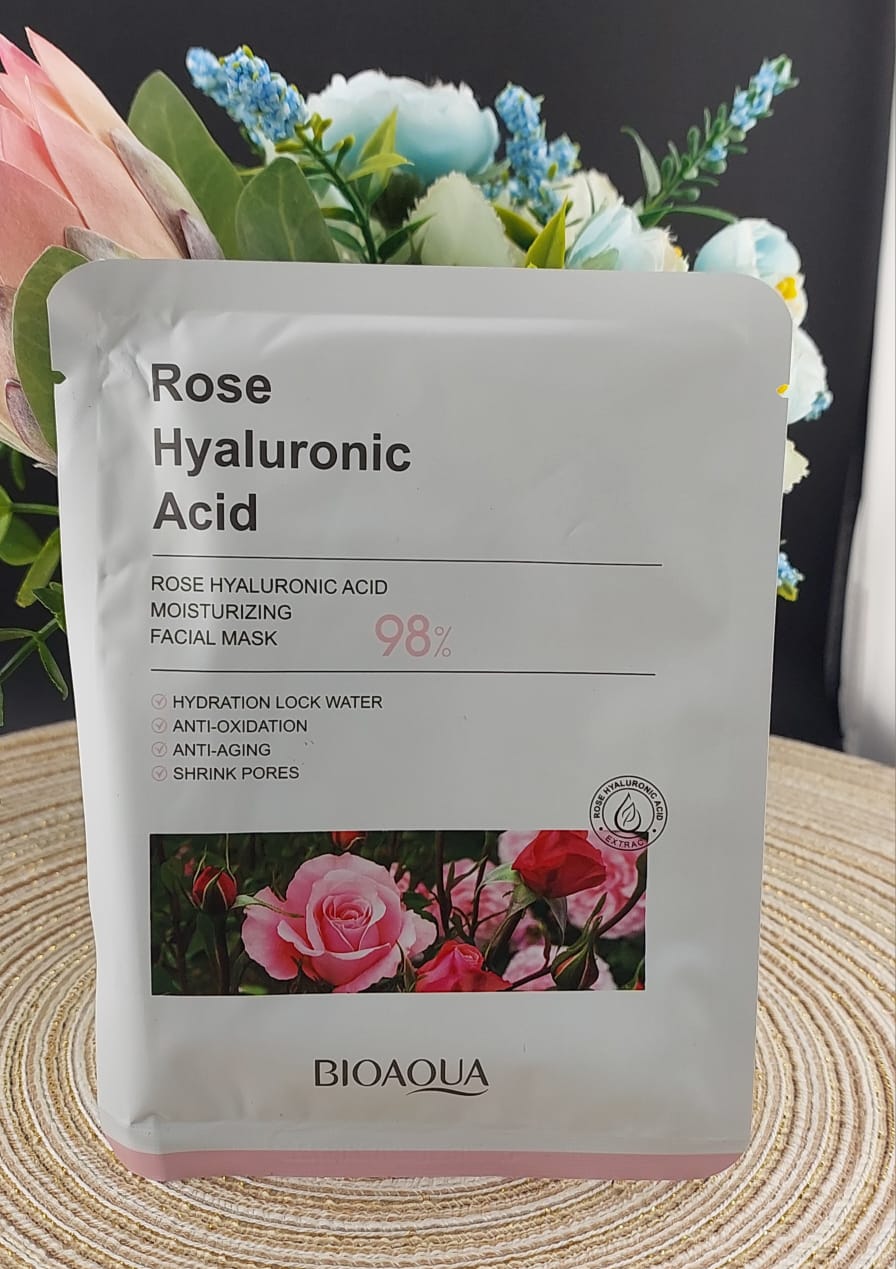 Rose
Hyaluronic
Acid
ROSE HYALURONIC ACID
MOISTURIZING
FACIAL MASK
98%
HYDRATION LOCK WATER
ANTI-OXIDATION
ANTI-AGING
SHRINK PORES
ROSE HYALURONIC ACID
EXTRACT
BIOAQUA